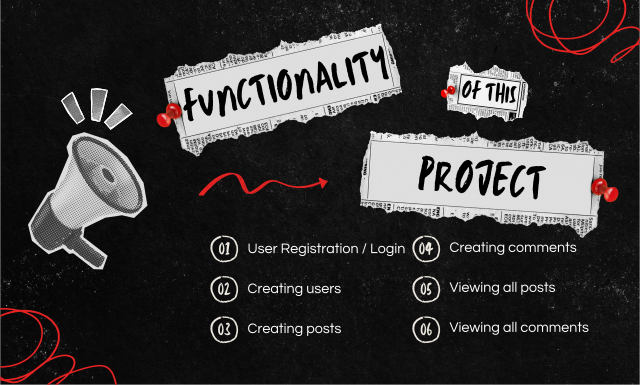 FUNCTIONALITY
OF THIS
PROJECT
01 User Registration / Login
02 Creating users
03 Creating posts
04 Creating comments
05 Viewing all posts
06 Viewing all comments